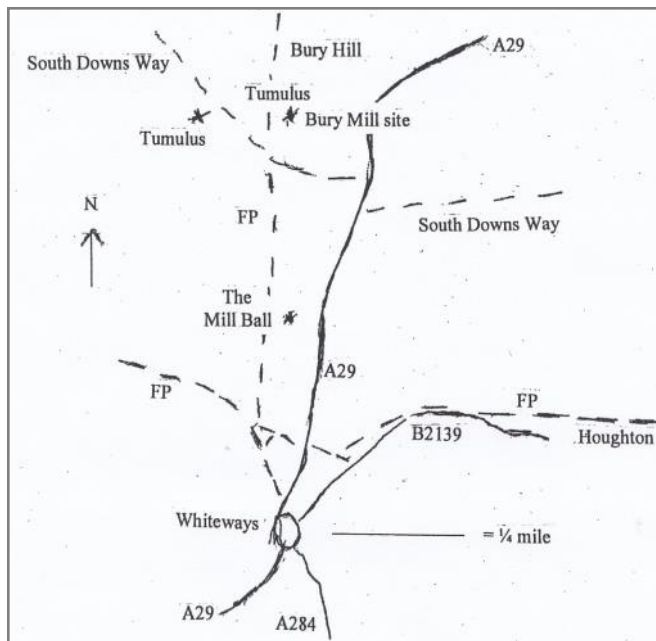 A29
Bury Hill
South Downs Way
Tumulus
Bury Mill site
Tumulus
N
FP
South Downs Way
The
Mill Ball
A29
FP
FP
B2139
Houghton
Whiteways
= ¼ mile
A29
A284